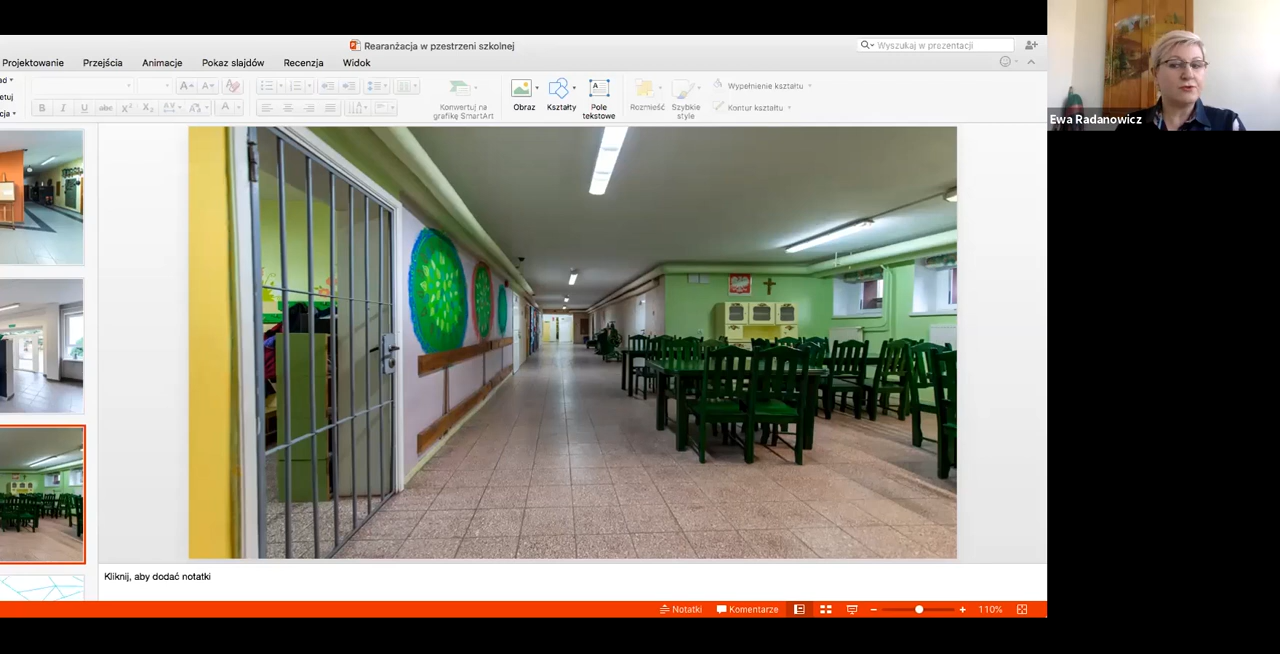 Rearanżacja w pzestrzeni szkolnej
Wyszukaj w prezentacji
Projektowanie Przejścia Animacje Pokaz slajdów Recenzja Widok
Konwertuj na grafikę SmartArt
Obraz
Kształty
Pole tekstowe
Rozmieść
Szybkie style
Wypełnienie kształtu
Kontur kształtu
Ewa Radanowicz
Kliknij, aby dodać notatki
Notatki Komentarze 110%